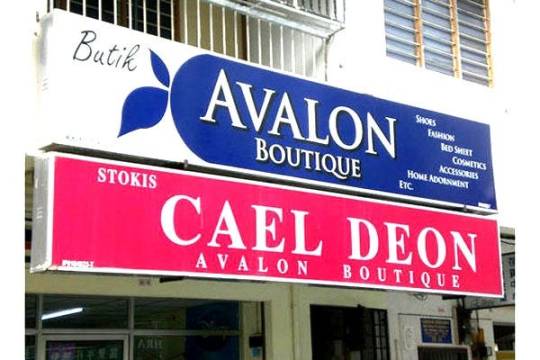 Butik
AVALON
BOUTIQUE
SHOES
FASHION
BED SHEET
COSMETICS
ACCESSORIES
HOME ADORNMENT
ETC.
STOKIS
CAEL DEON
AVALON BOUTIQUE